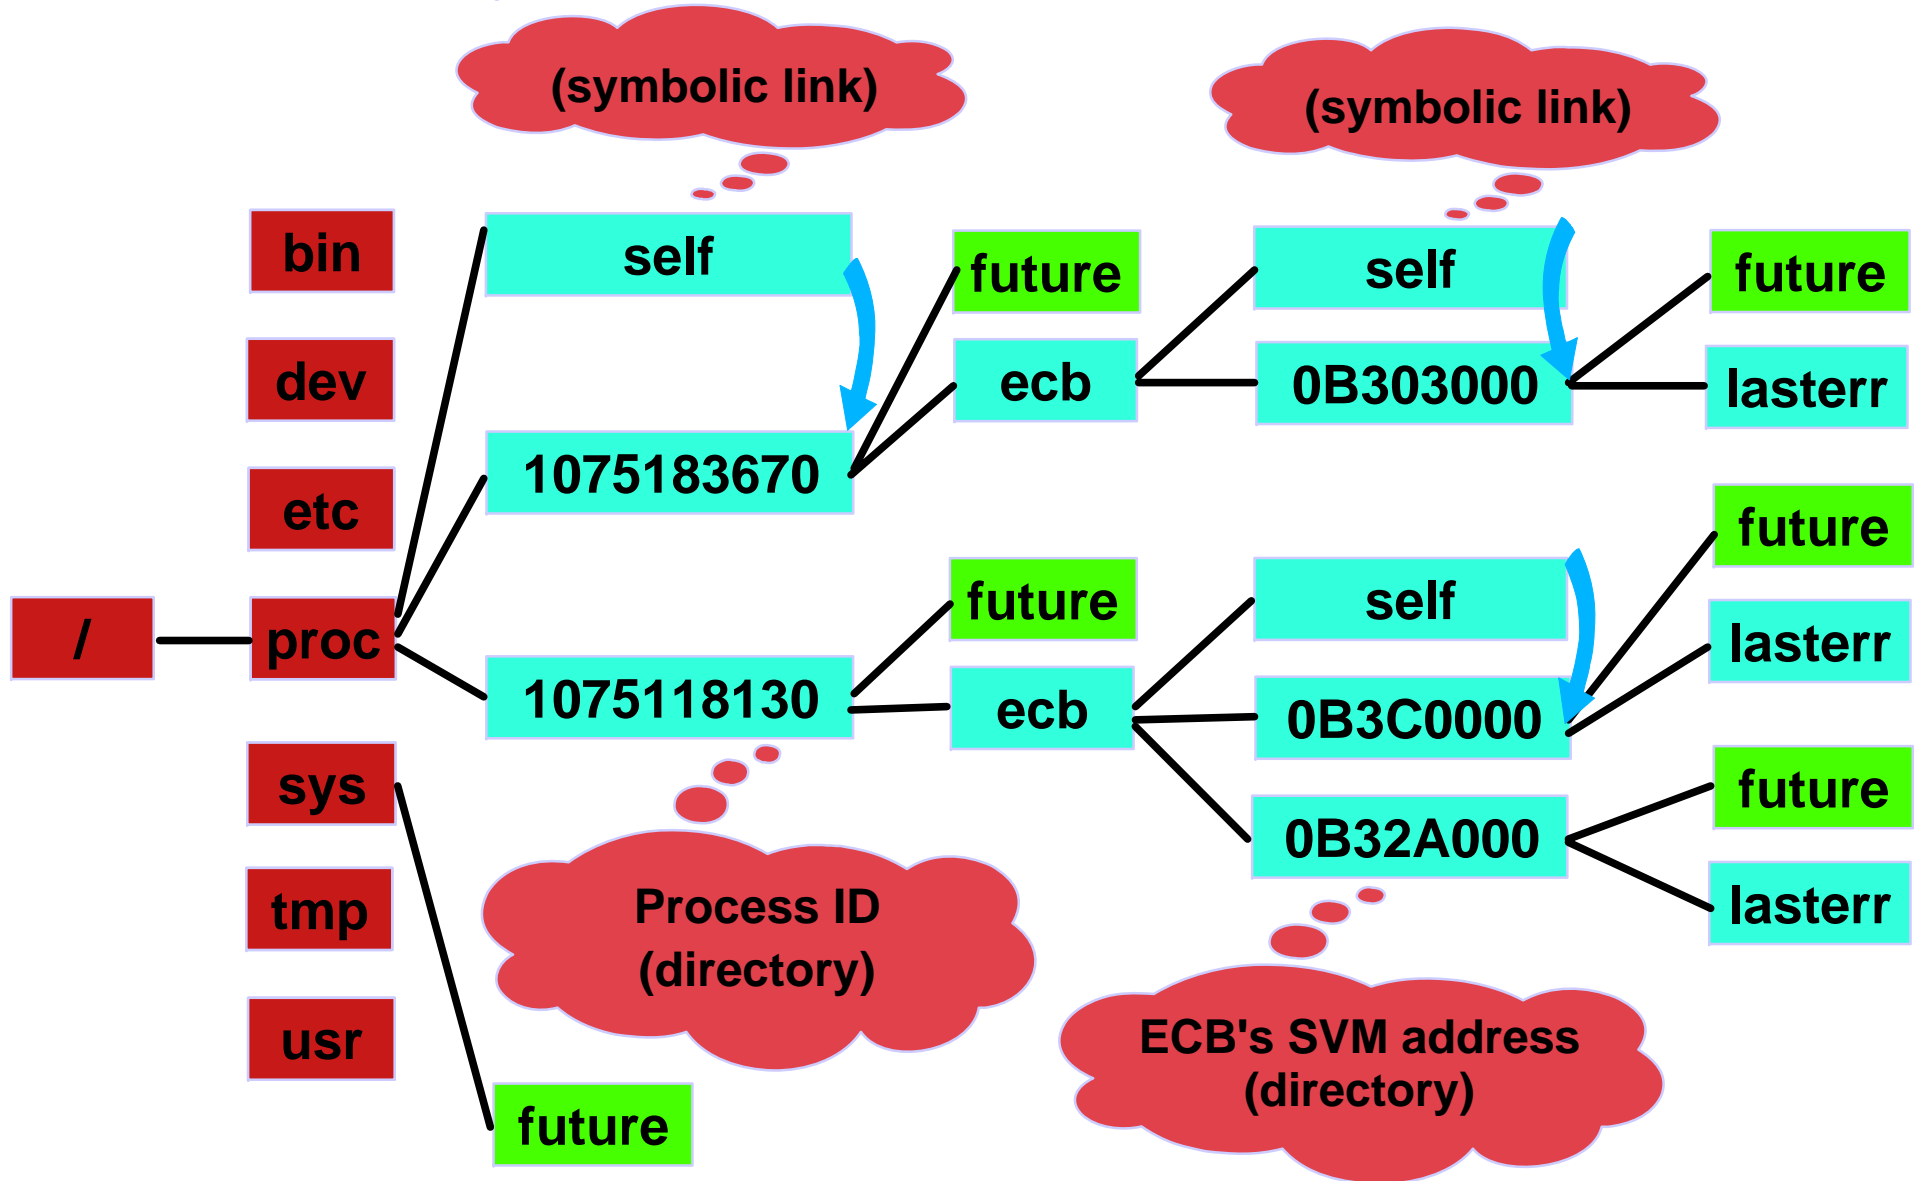 (symbolic link)
(symbolic link)
bin
self
future
self
future
dev
ecb
0B303000
lasterr
etc
1075183670
future
/
proc
future
self
lasterr
1075118130
ecb
0B3C0000
sys
future
0B32A000
tmp
Process ID
(directory)
lasterr
usr
ECB's SVM address
(directory)
future